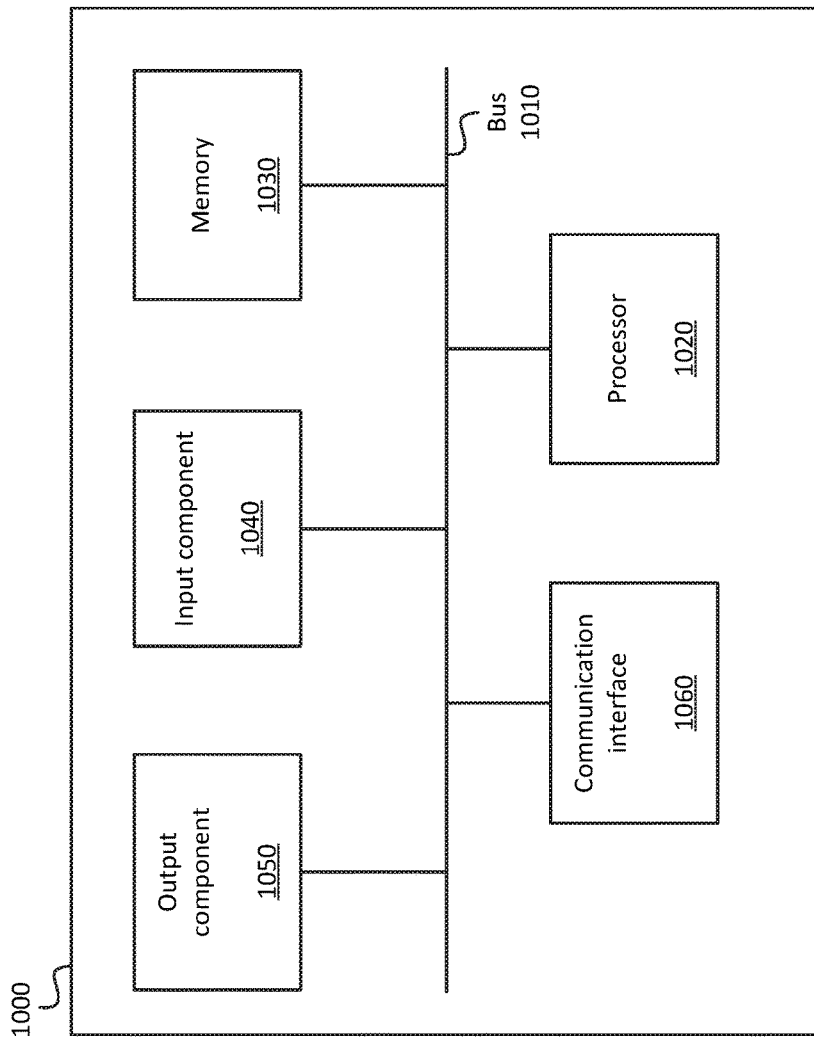 1000
Output
component
1050
Input component
1040
Memory
1030
Bus
1010
Communication
interface
1060
Processor
1020